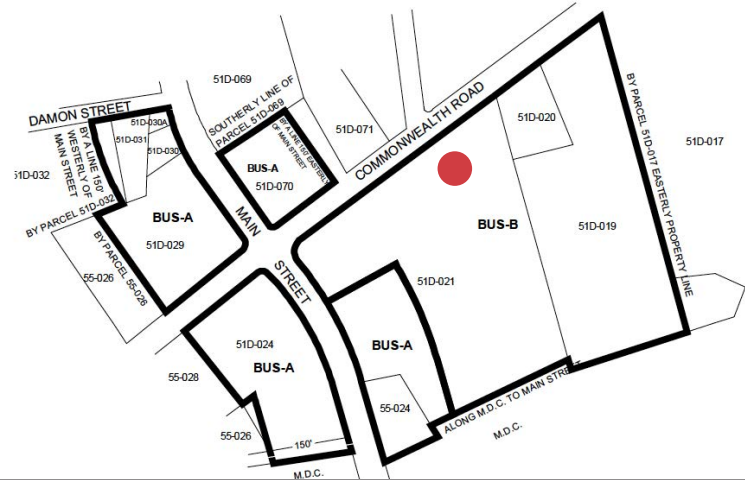 51D-069
SOUTHERLY LINE OF
PARCEL 51D-069
DAMON STREET
51D-030A
51D-031
51D-030
BY A LINE 150'
WESTERLY OF
MAIN STREET
51D-032
BY PARCEL 51D-032
BUS-A
51D-029
BY PARCEL 55-026
55-026
BUS-A
51D-070
BY A LINE 150' EASTERLY
OF MAIN STREET
51D-071
COMMONWEALTH ROAD
51D-020
BY PARCEL 51D-017 EASTERLY PROPERTY LINE
51D-017
MAIN
STREET
BUS-B
51D-019
51D-021
51D-024
BUS-A
BUS-A
55-028
55-024
55-026
150'
M.D.C.
ALONG M.D.C. TO MAIN STREET
M.D.C.